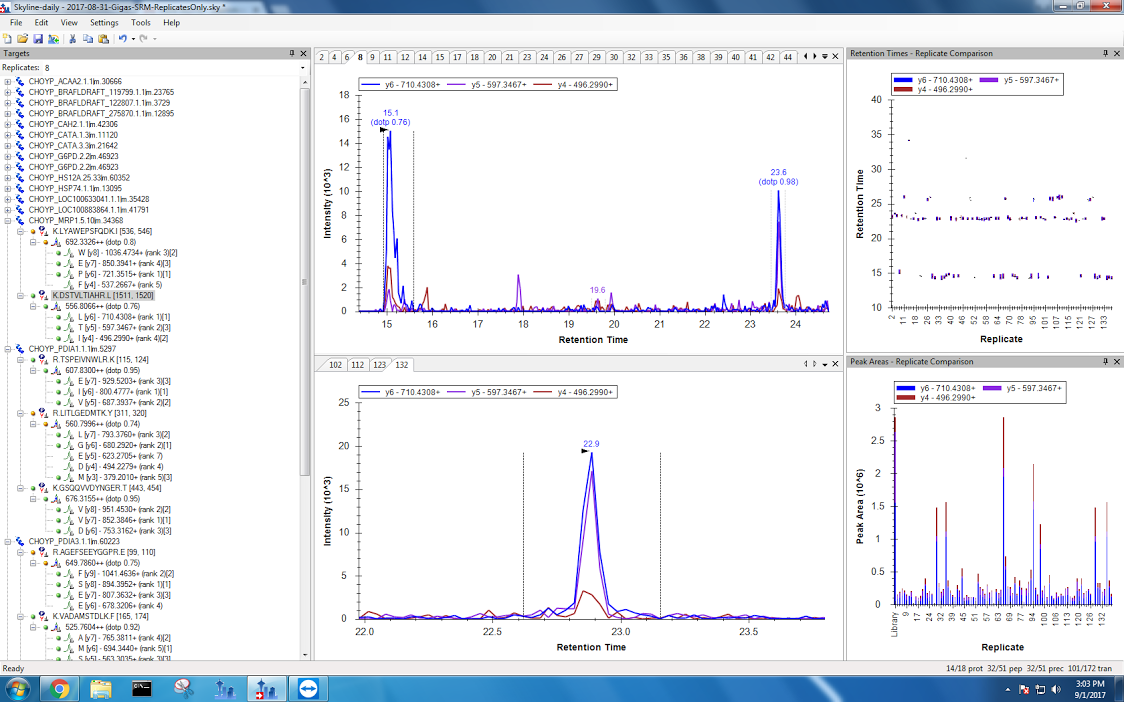 Skyline-daily - 2017-08-31-Gigas-SRM-ReplicatesOnly.sky *
File Edit View Settings Tools Help
Targets
Replicates: 8
CHOYP_ACAA2.1.1|m.30666
CHOYP_BRAFLDRAFT_119799.1.1|m.23765
CHOYP_BRAFLDRAFT_122807.1.1|m.3729
CHOYP_BRAFLDRAFT_275870.1.1|m.12895
CHOYP_CAH2.1.1|m.42306
CHOYP_CATA.1.3|m.11120
CHOYP_CATA.3.3|m.21642
CHOYP_G6PD.2.2|m.46923
CHOYP_G6PD.2.2|m.46923
CHOYP_HS12A.25.33|m.60352
CHOYP_HSP74.1.1|m.13095
CHOYP_LOC100633041.1.1|m.35428
CHOYP_LOC100883864.1.1|m.41791
CHOYP_MRP1.5.10|m.34368
K.LYAWEPSFQDK.I [536, 546]
692.3326++ (dotp 0.8)
W [y8] - 1036.4734+ (rank 3)[2]
E [y7] - 850.3941+ (rank 4)[3]
P [y6] - 721.3515+ (rank 1)[1]
F [y4] - 537.2667+ (rank 5)
K.DSTVLTIAHR.L [1511, 1520]
556.8066++ (dotp 0.76)
L [y6] - 710.4308+ (rank 1)[1]
T [y5] - 597.3467+ (rank 2)[3]
I [y4] - 496.2990+ (rank 4)[2]
CHOYP_PDIA1.1.1|m.5297
R.TSPEIVNWLR.K [115, 124]
607.8300++ (dotp 0.95)
E [y7] - 929.5203+ (rank 3)[3]
I [y6] - 800.4777+ (rank 1)[1]
V [y5] - 687.3937+ (rank 2)[2]
R.LITLGEDMTK.Y [311, 320]
560.7996++ (dotp 0.74)
L [y7] - 793.3760+ (rank 3)[2]
G [y6] - 680.2920+ (rank 2)[1]
E [y5] - 623.2705+ (rank 7)
D [y4] - 494.2279+ (rank 4)
M [y3] - 379.2010+ (rank 5)[3]
K.GSQQVVDYNGER.T [443, 454]
676.3155++ (dotp 0.95)
V [y8] - 951.4530+ (rank 2)[2]
V [y7] - 852.3846+ (rank 1)[1]
D [y6] - 753.3162+ (rank 3)[3]
CHOYP_PDIA3.1.1|m.60223
R.AGEFSEEYGGPR.E [99, 110]
649.7860++ (dotp 0.75)
F [y9] - 1041.4636+ (rank 2)[2]
S [y8] - 894.3952+ (rank 1)[1]
E [y7] - 807.3632+ (rank 3)[3]
E [y6] - 678.3206+ (rank 4)
K.VADAMSTDLK.F [165, 174]
525.7604++ (dotp 0.92)
A [y7] - 765.3811+ (rank 4)[2]
M [y6] - 694.3440+ (rank 5)[1]
S [y5] - 563.3035+ (rank 3)[3]
2 4 6 8 9 11 12 14 16 17 18 20 21 23 26 29 30 32 33 35 36 38 39 40 41 42 44
y6 - 710.4308+ y5 - 597.3467+ y4 - 496.2990+
18
16
14
12
10
8
6
4
2
0
Intensity (10^3)
15.1
(dotp 0.76)
23.6
(dotp 0.98)
19.6
15 16 17 18 19 20 21 22 23 24
Retention Time
102 112 123 132
y6 - 710.4308+ y5 - 597.3467+ y4 - 496.2990+
25
20
15
10
5
0
Intensity (10^3)
22.9
22.0 22.5 23.0 23.5
Retention Time
Retention Times - Replicate Comparison
y6 - 710.4308+ y5 - 597.3467+
y4 - 496.2990+
40
35
30
25
20
15
10
Retention Time
2 11 18 26 33 40 46 52 58 64 70 78 85 95 101 107 115 121 127 133
Replicate
Peak Areas - Replicate Comparison
y6 - 710.4308+ y5 - 597.3467+
y4 - 496.2990+
3
2.5
2
1.5
1
0.5
0
Peak Area (10^6)
Library 9 17 24 32 39 45 51 57 63 69 77 84 94 100 106 113 120 126 132
Replicate
Ready
14/18 prot 32/51 pep 32/51 prec 101/172 tran
3:03 PM
9/1/2017